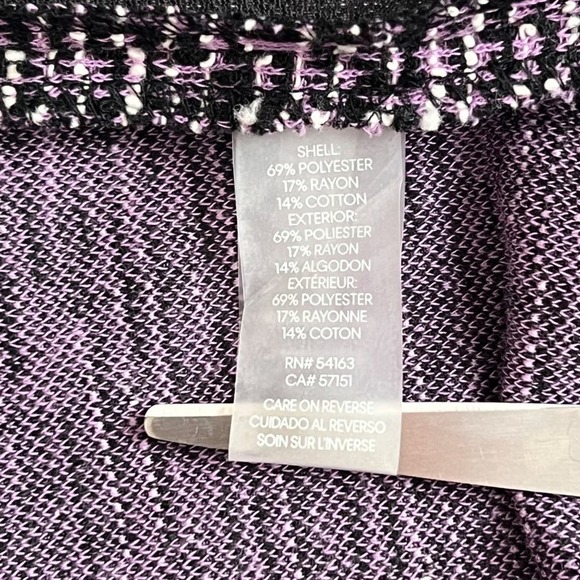 SHELL:
69% POLYESTER
17% RAYON
14% COTTON
EXTERIOR:
69% POLIESTER
17% RAYON
14% ALGODON
EXTÉRIEUR:
69% POLYESTER
17% RAYONNE
14% COTON
RN# 54163
CA# 57151
CARE ON REVERSE
CUIDADO AL REVERSO
SOIN SUR L'INVERSE